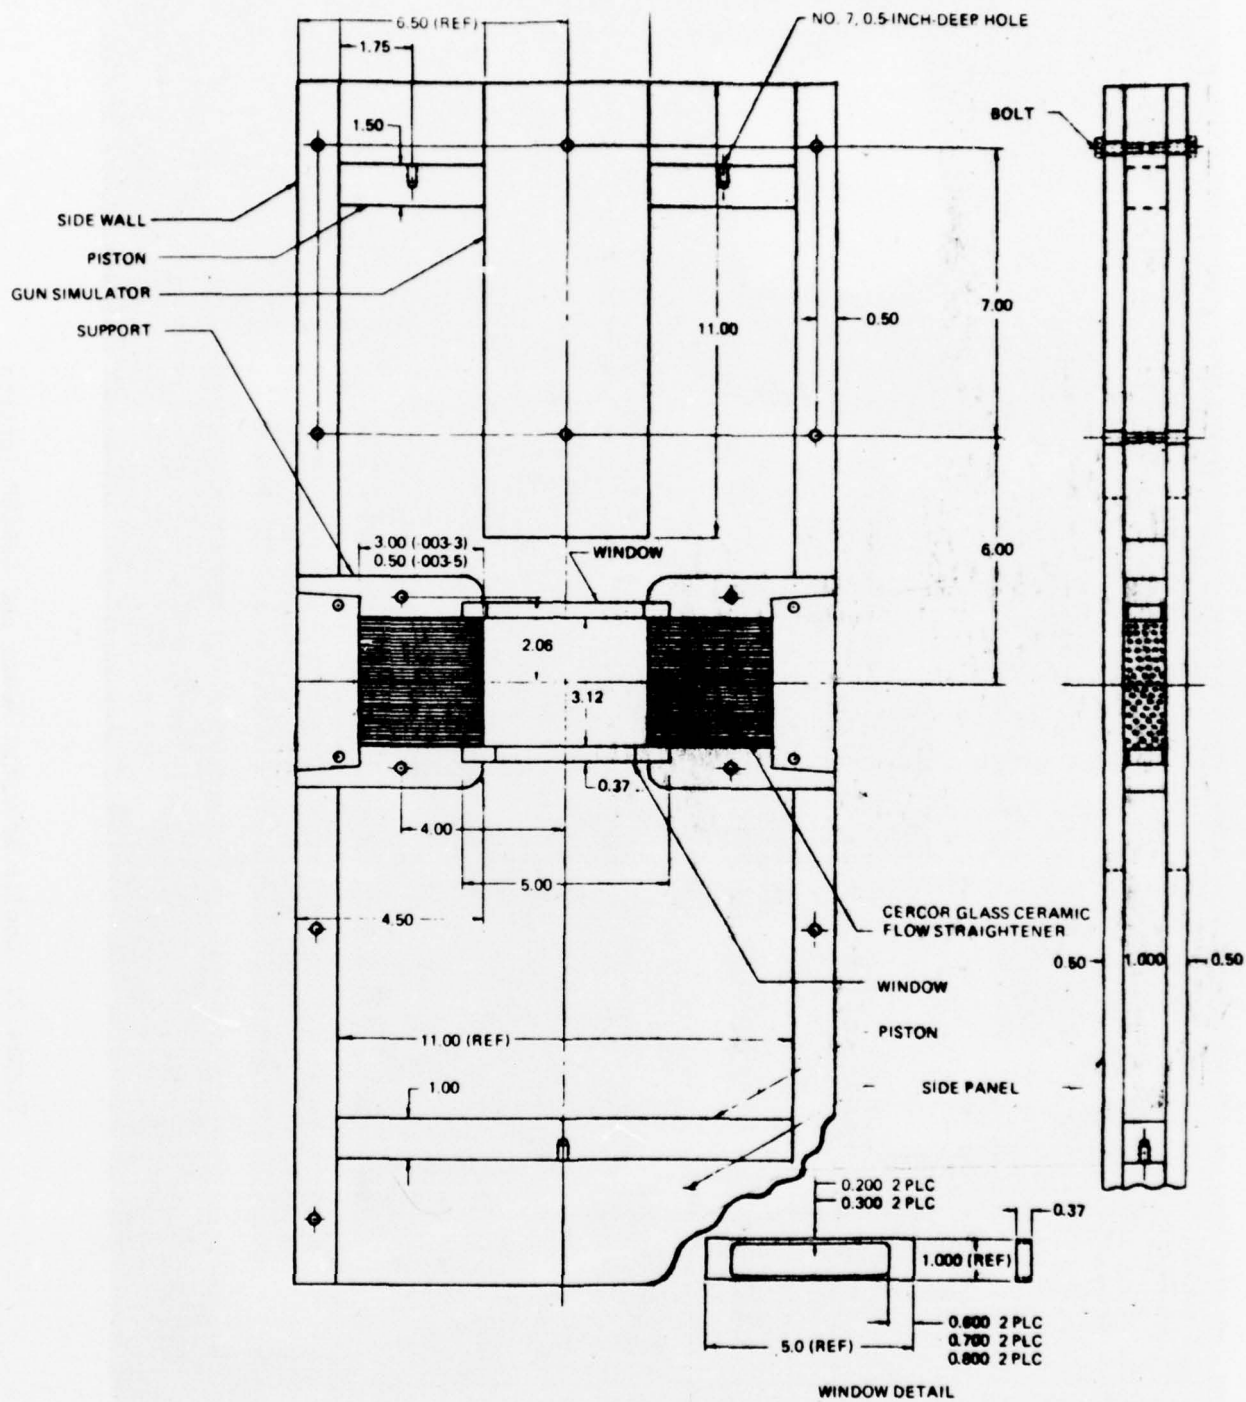 6.50 (REF)
NO. 7, 0.5-INCH-DEEP HOLE
1.75
BOLT
1.50
SIDE WALL
PISTON
GUN SIMULATOR
SUPPORT
11.00
0.50
7.00
3.00 (-003-3)
0.50 (-003-5)
WINDOW
6.00
2.06
3.12
0.37
4.00
5.00
4.50
CERCOR GLASS CERAMIC
FLOW STRAIGHTENER
0.50
1.000
0.50
WINDOW
PISTON
11.00 (REF)
SIDE PANEL
1.00
0.200 2 PLC
0.300 2 PLC
0.37
1.000 (REF)
0.600 2 PLC
0.700 2 PLC
0.800 2 PLC
5.0 (REF)
WINDOW DETAIL